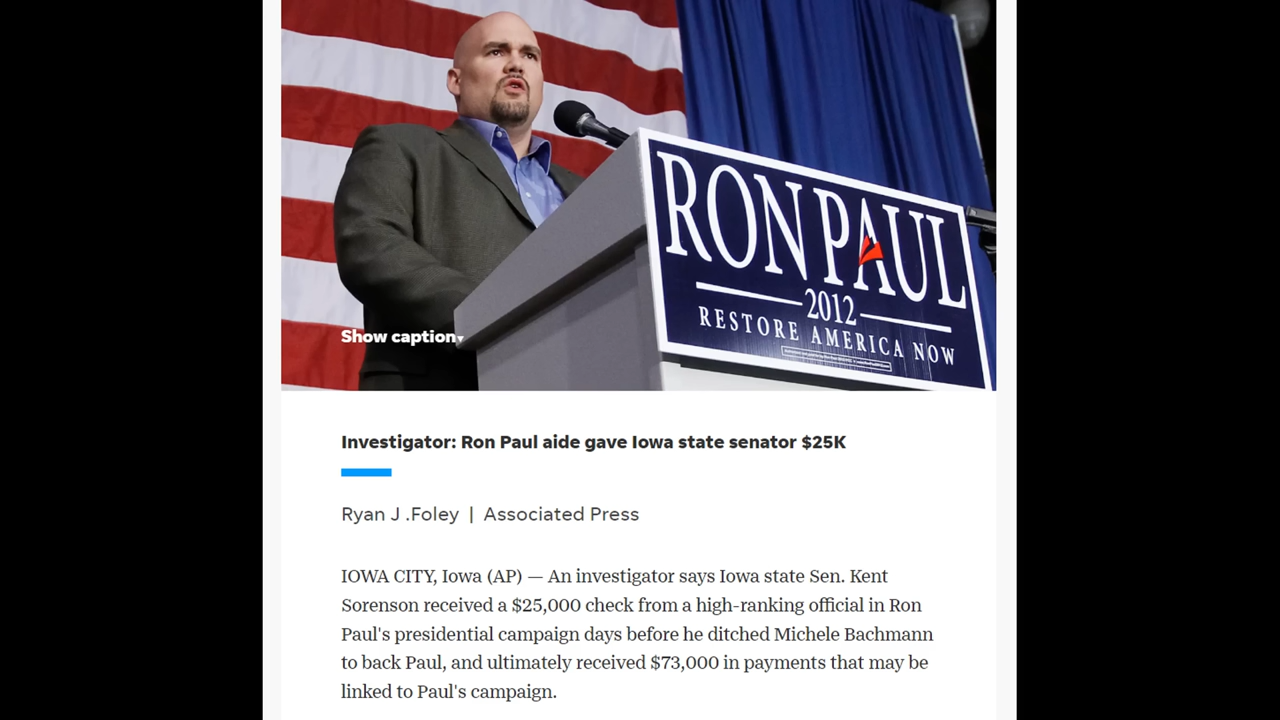 RON PAUL
2012
RESTORE AMERICA NOW
Show caption
Investigator: Ron Paul aide gave Iowa state senator $25K
Ryan J .Foley | Associated Press
IOWA CITY, Iowa (AP) — An investigator says Iowa state Sen. Kent
Sorenson received a $25,000 check from a high-ranking official in Ron
Paul's presidential campaign days before he ditched Michele Bachmann
to back Paul, and ultimately received $73,000 in payments that may be
linked to Paul's campaign.